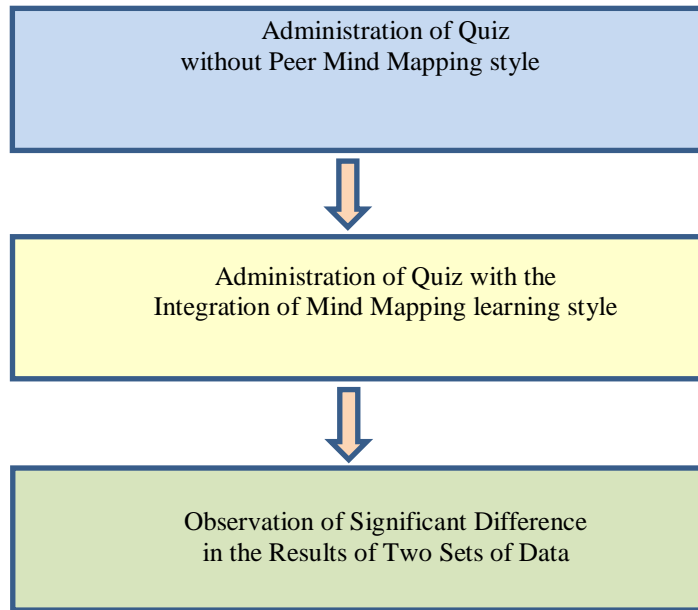 Administration of Quiz
without Peer Mind Mapping style
Administration of Quiz with the
Integration of Mind Mapping learning style
Observation of Significant Difference
in the Results of Two Sets of Data